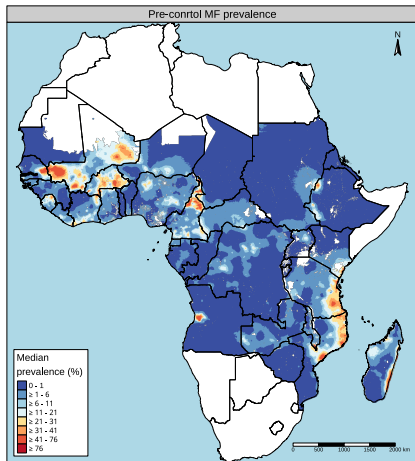 Pre-conrtol MF prevalence
N
Median
prevalence (%)
0 - 1
≥ 1 - 6
≥ 6 - 11
≥ 11 - 21
≥ 21 - 31
≥ 31 - 41
≥ 41 - 76
≥ 76
0 500 1000 1500 2000 km